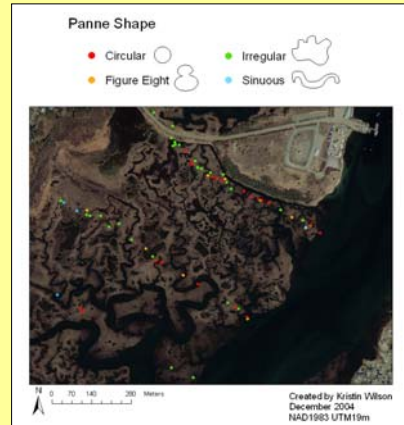 Panne Shape
Circular Irregular
Figure Eight Sinuous
N
0 35 70 140 280 Meters
Created by Kristin Wilson
December 2004
NAD1983 UTM19m